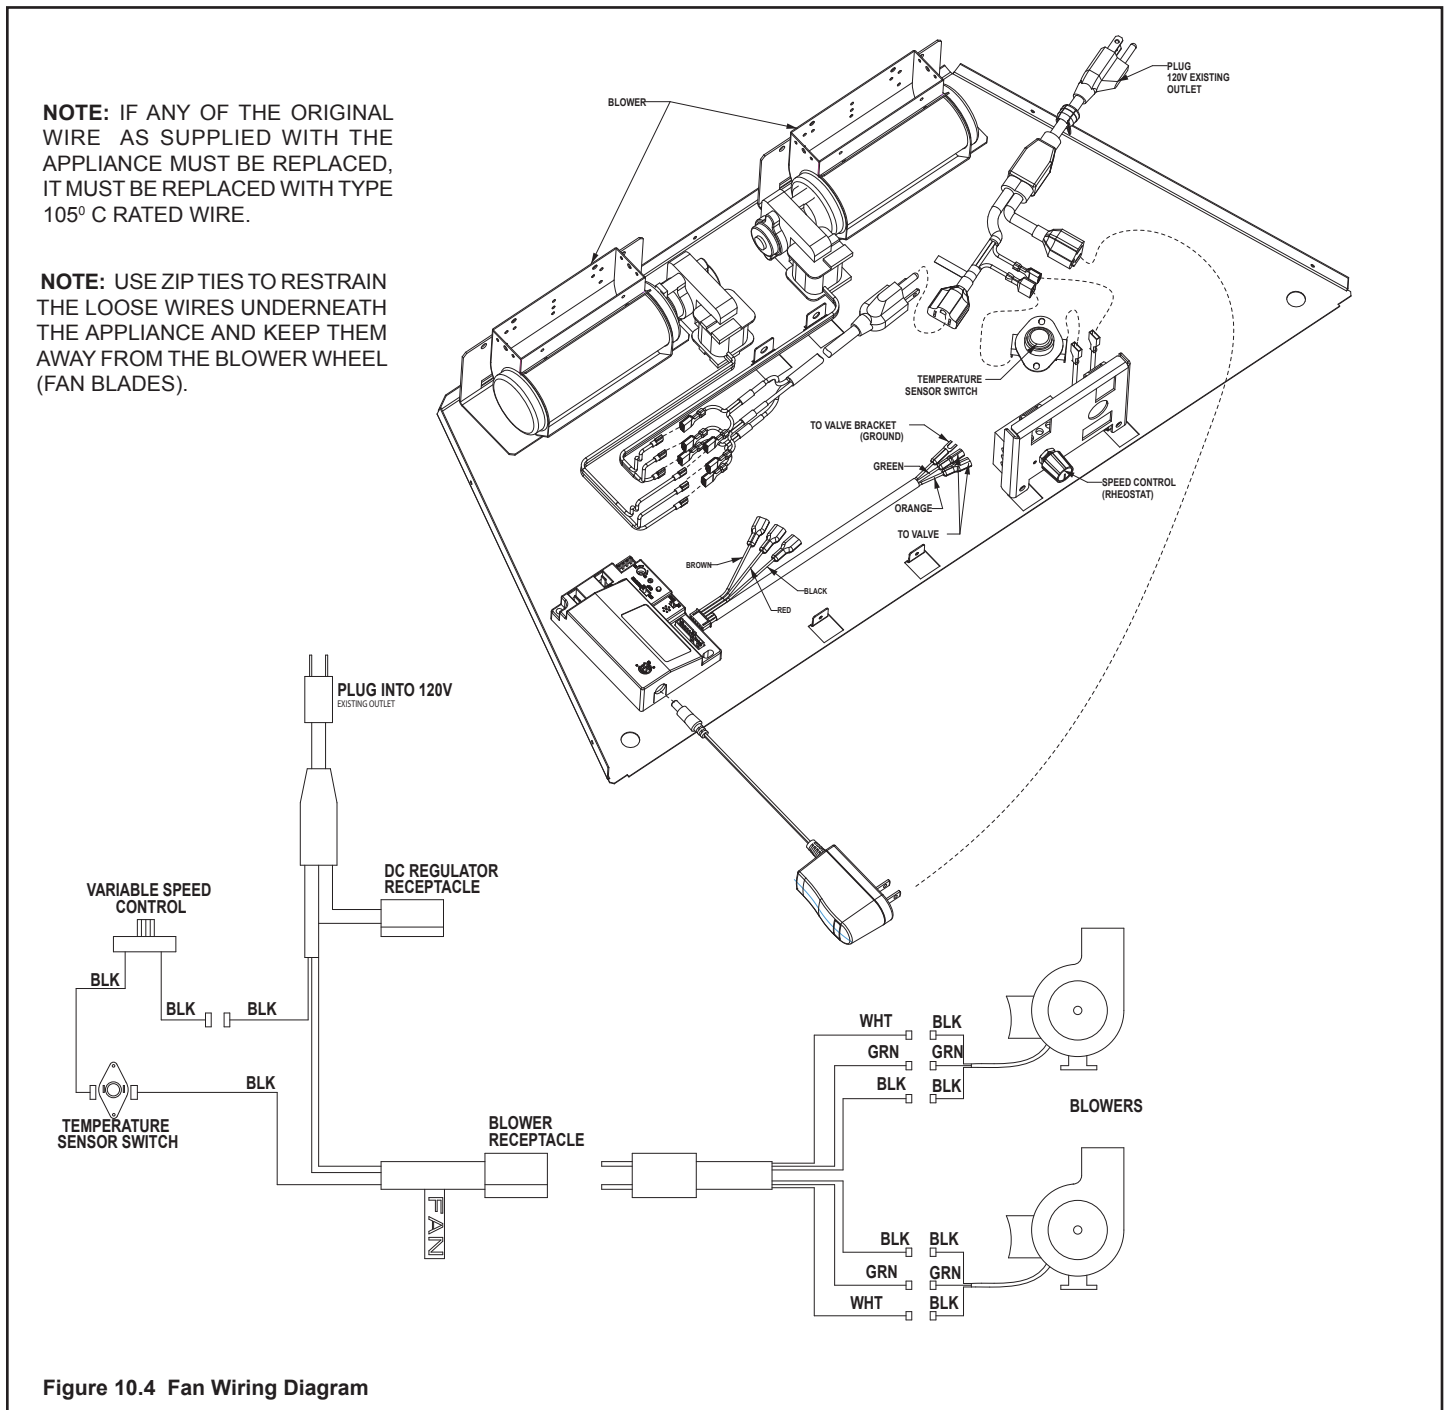 NOTE: IF ANY OF THE ORIGINAL
WIRE AS SUPPLIED WITH THE
APPLIANCE MUST BE REPLACED,
IT MUST BE REPLACED WITH TYPE
105⁰ C RATED WIRE.
NOTE: USE ZIP TIES TO RESTRAIN
THE LOOSE WIRES UNDERNEATH
THE APPLIANCE AND KEEP THEM
AWAY FROM THE BLOWER WHEEL
(FAN BLADES).
BLOWER
PLUG
120V EXISTING
OUTLET
TEMPERATURE
SENSOR SWITCH
TO VALVE BRACKET
(GROUND)
GREEN
ORANGE
TO VALVE
SPEED CONTROL
(RHEOSTAT)
BROWN
BLACK
RED
PLUG INTO 120V
EXISTING OUTLET
DC REGULATOR
RECEPTACLE
VARIABLE SPEED
CONTROL
BLK
BLK
BLK
BLK
TEMPERATURE
SENSOR SWITCH
BLOWER
RECEPTACLE
FAN
WHT
BLK
GRN
GRN
BLK
BLK
BLOWERS
BLK
BLK
GRN
GRN
WHT
BLK
Figure 10.4 Fan Wiring Diagram